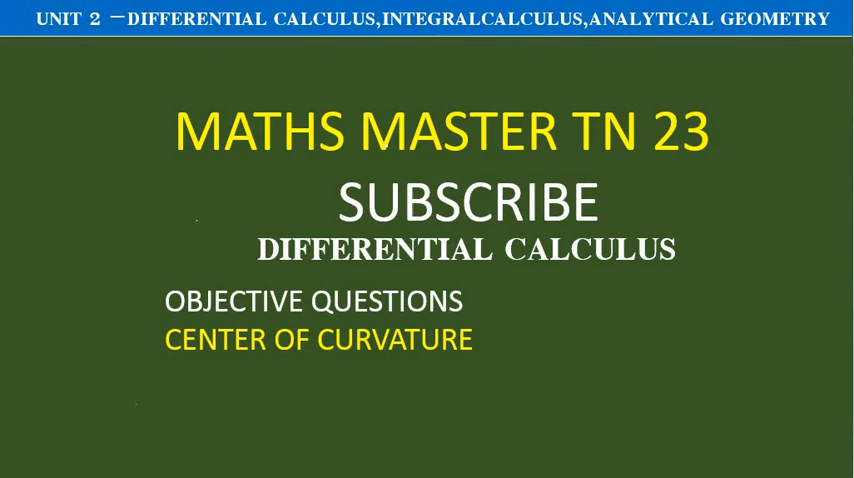 UNIT 2 －DIFFERENTIAL CALCULUS,INTEGRALCALCULUS,ANALYTICAL GEOMETRY
MATHS MASTER TN 23
SUBSCRIBE
DIFFERENTIAL CALCULUS
OBJECTIVE QUESTIONS
CENTER OF CURVATURE